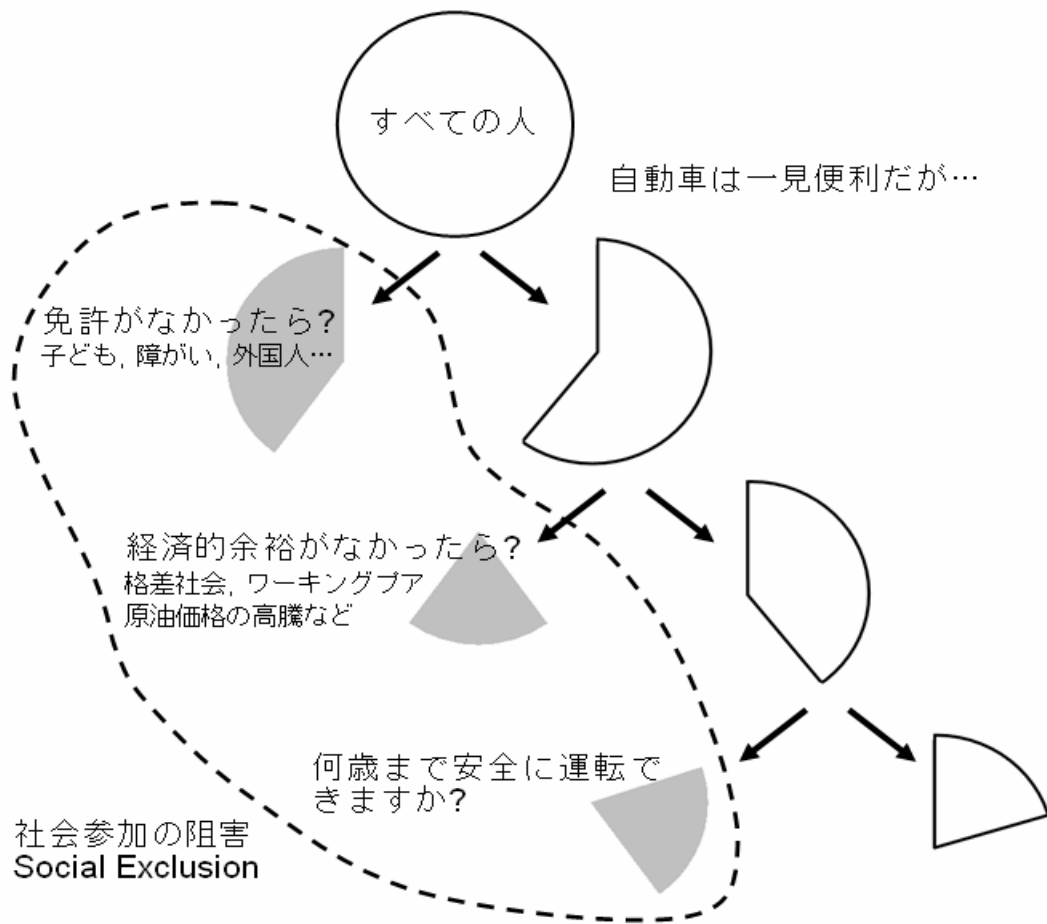 すべての人
自動車は一見便利だが…
免許がなかったら?
子ども, 障がい, 外国人…
経済的余裕がなかったら?
格差社会, ワーキングプア
原油価格の高騰など
何歳まで安全に運転で
きますか?
社会参加の阻害
Social Exclusion